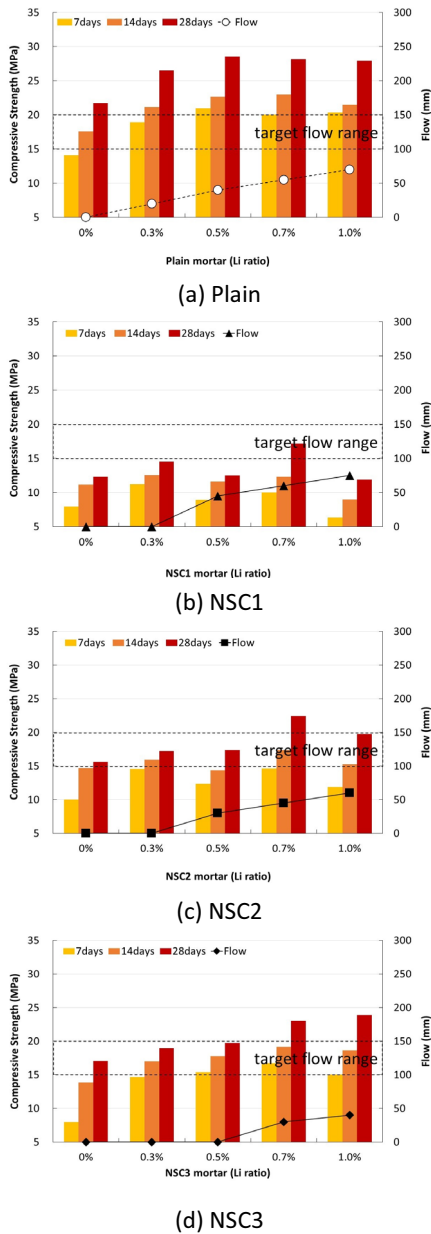 7days 14days 28days Flow
Compressive Strength (MPa)
35
30
25
20
15
10
5
target flow range
300
250
200
150
100
50
0
Flow (mm)
0% 0.3% 0.5% 0.7% 1.0%
Plain mortar (Li ratio)
(a) Plain
7days 14days 28days Flow
Compressive Strength (MPa)
35
30
25
20
15
10
5
target flow range
300
250
200
150
100
50
0
Flow (mm)
0% 0.3% 0.5% 0.7% 1.0%
NSC1 mortar (Li ratio)
(b) NSC1
7days 14days 28days Flow
Compressive Strength (MPa)
35
30
25
20
15
10
5
target flow range
300
250
200
150
100
50
0
Flow (mm)
0% 0.3% 0.5% 0.7% 1.0%
NSC2 mortar (Li ratio)
(c) NSC2
7days 14days 28days Flow
Compressive Strength (MPa)
35
30
25
20
15
10
5
target flow range
300
250
200
150
100
50
0
Flow (mm)
0% 0.3% 0.5% 0.7% 1.0%
NSC3 mortar (Li ratio)
(d) NSC3